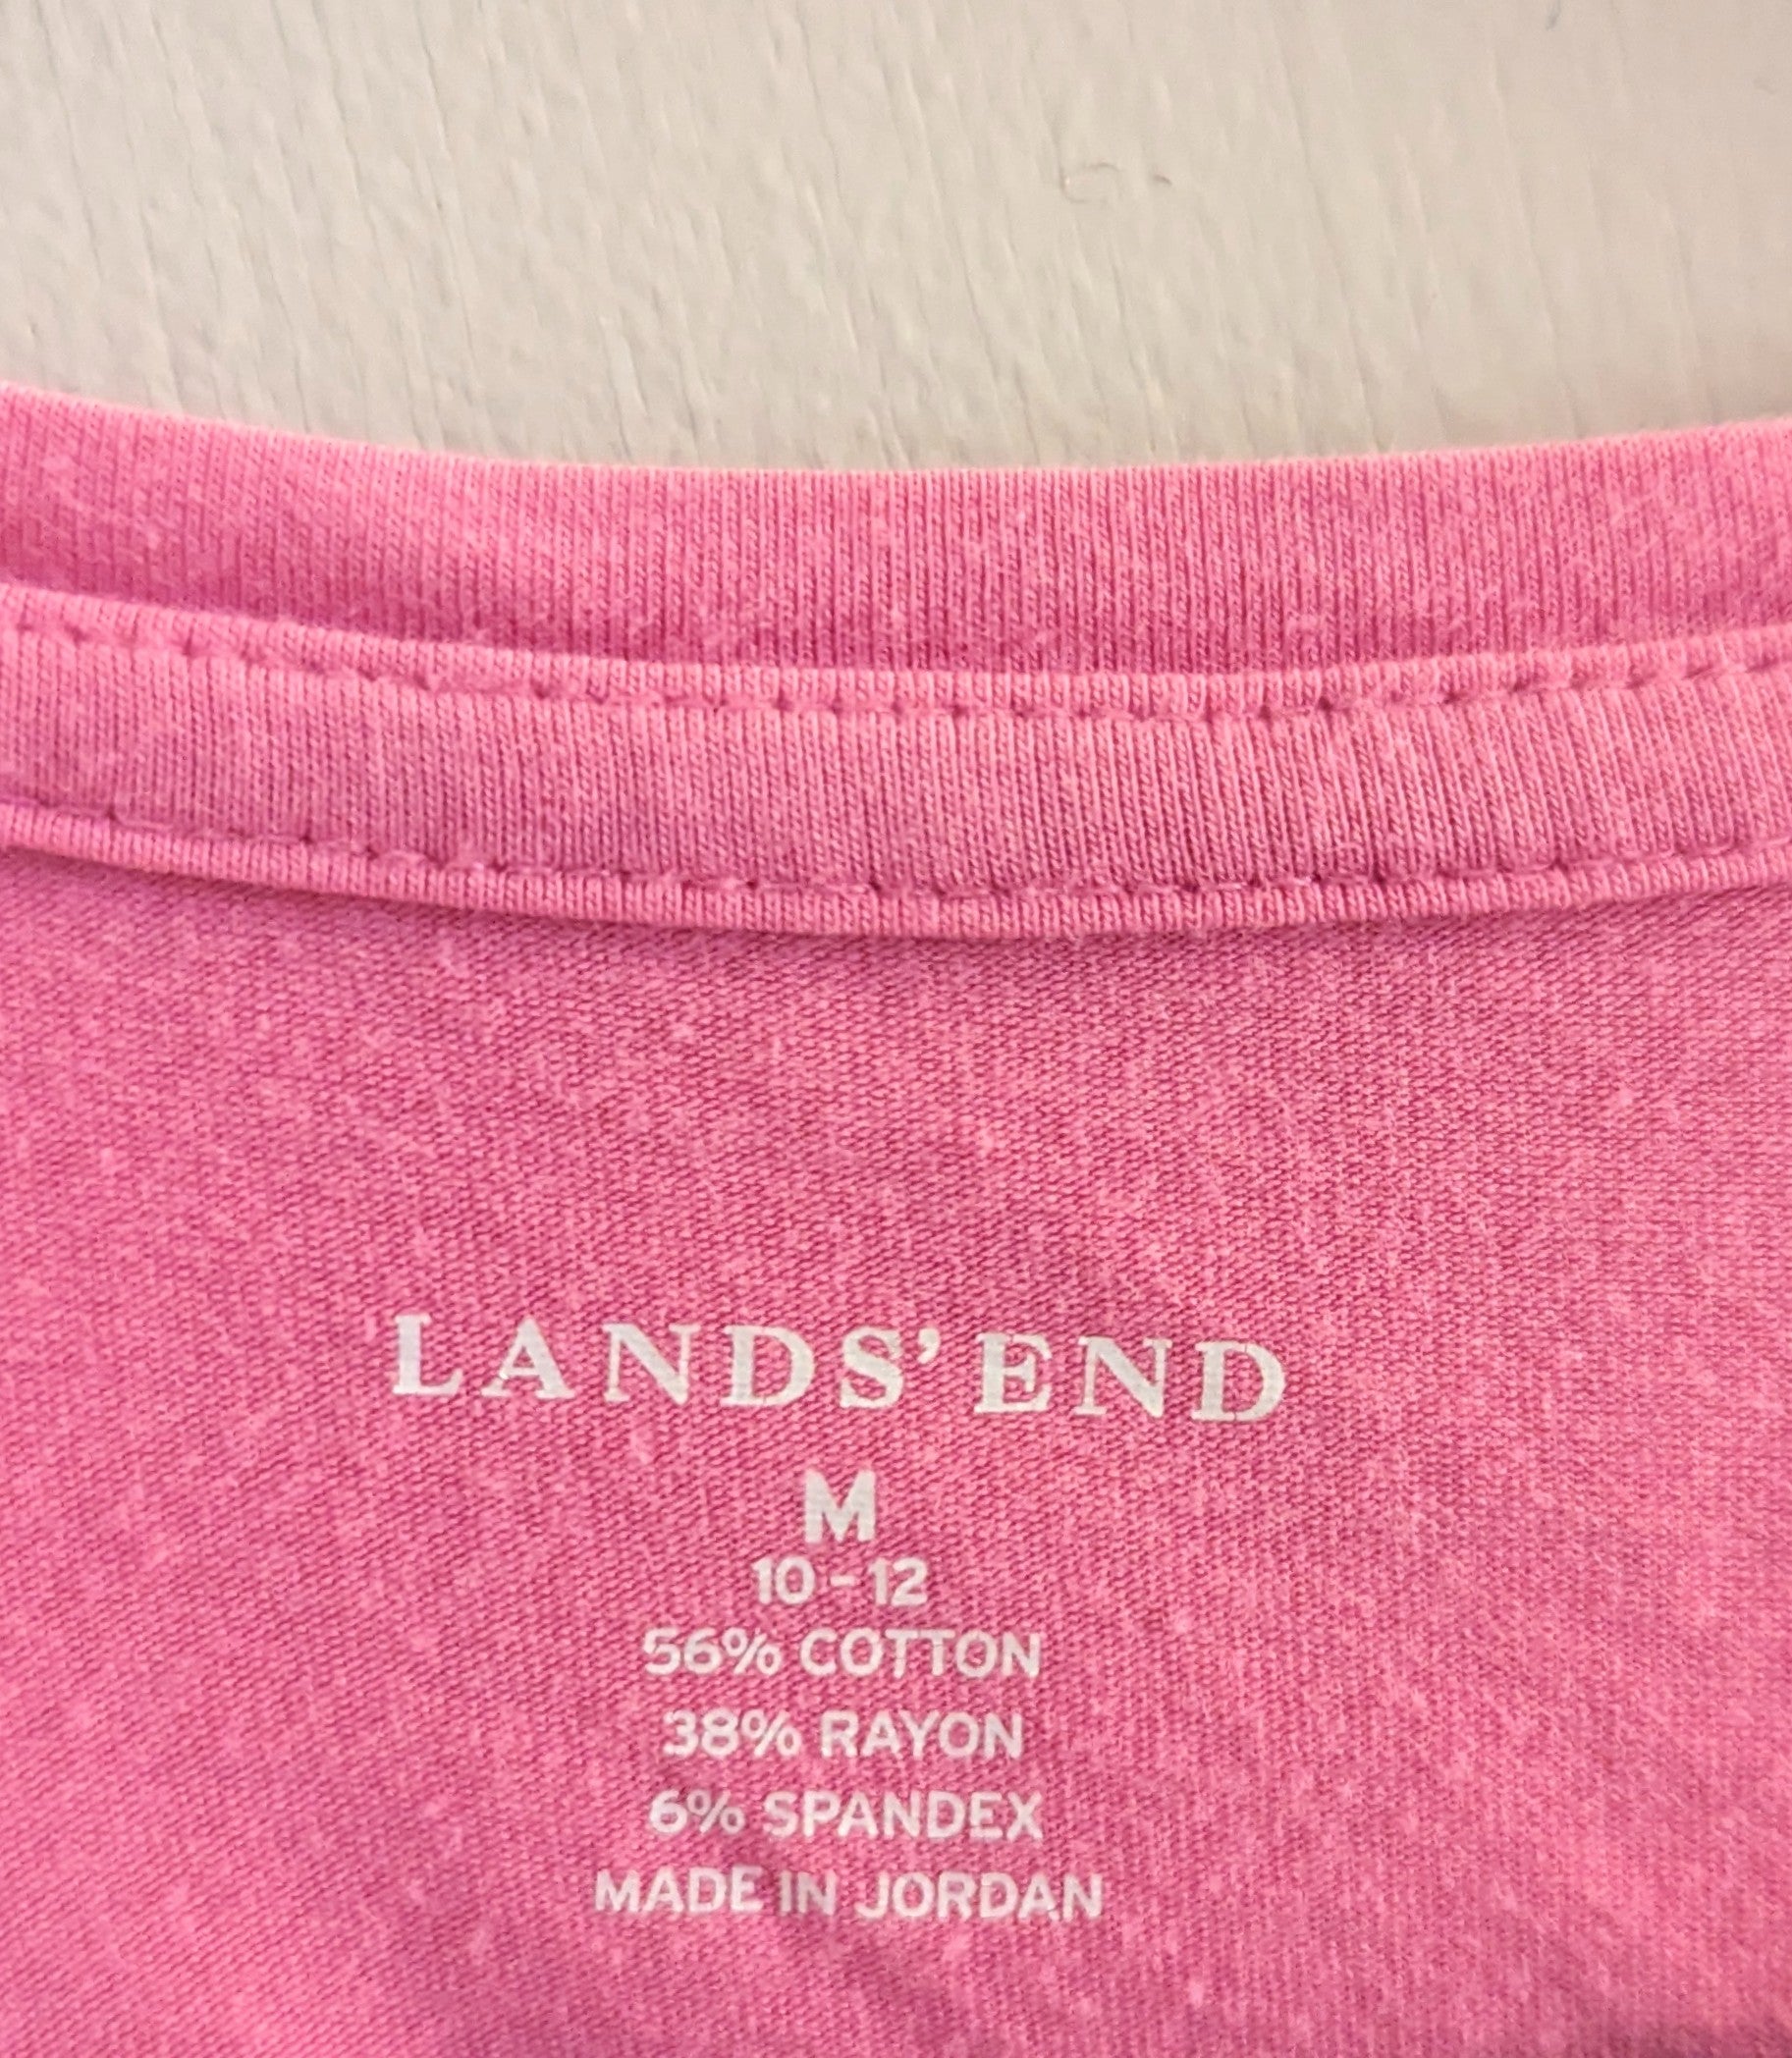 LANDS' END
M
10-12
56% COTTON
38% RAYON
6% SPANDEX
MADE IN JORDAN